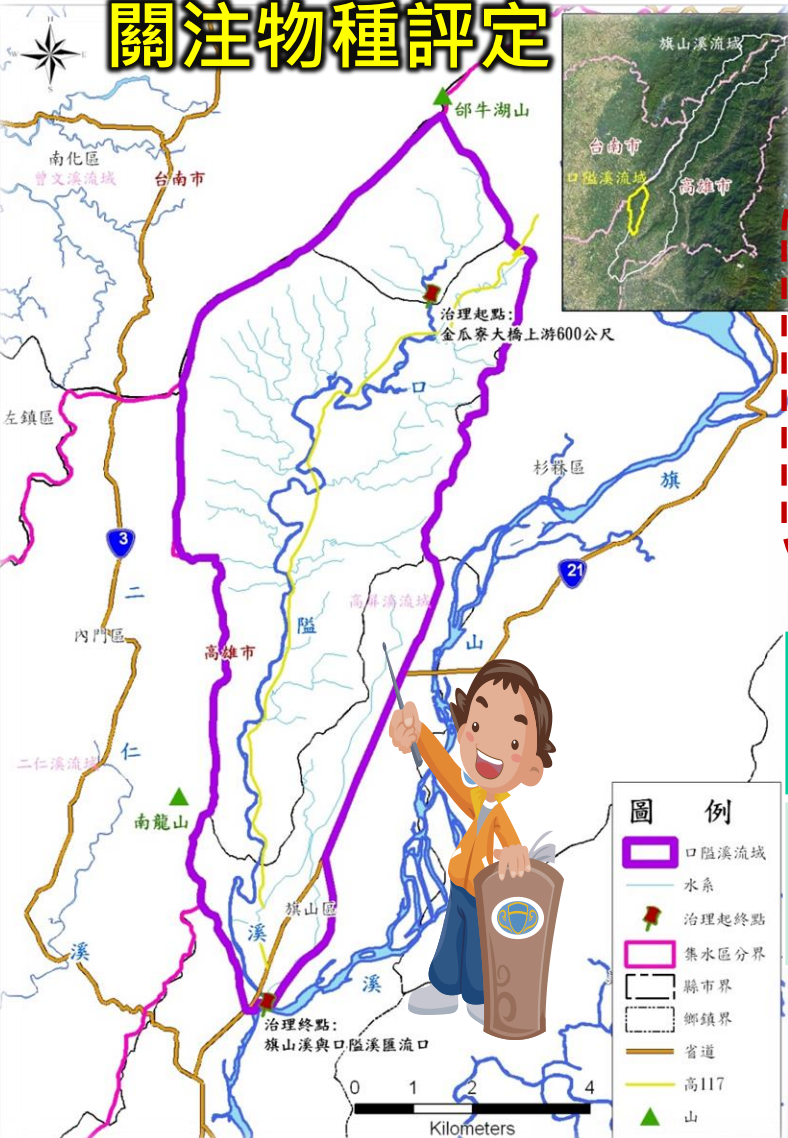 關注物種評定
N
W
S
旗山溪流域
台南市
口隘溪流域
高雄市
邰牛湖山
南化區
曾文溪流域
台南市
治理起點:
金瓜寮大橋上游600公尺
口
左鎮區
杉林區
旗
3
21
二
高屏溪流域
隘
山
內門區
高雄市
仁
二仁溪流域
南龍山
旗山區
溪
溪
溪
治理終點:
旗山溪與口隘溪匯流口
0 1 2 4
Kilometers
圖 例
口隘溪流域
水系
治理起終點
集水區分界
縣市界
鄉鎮界
省道
高117
山